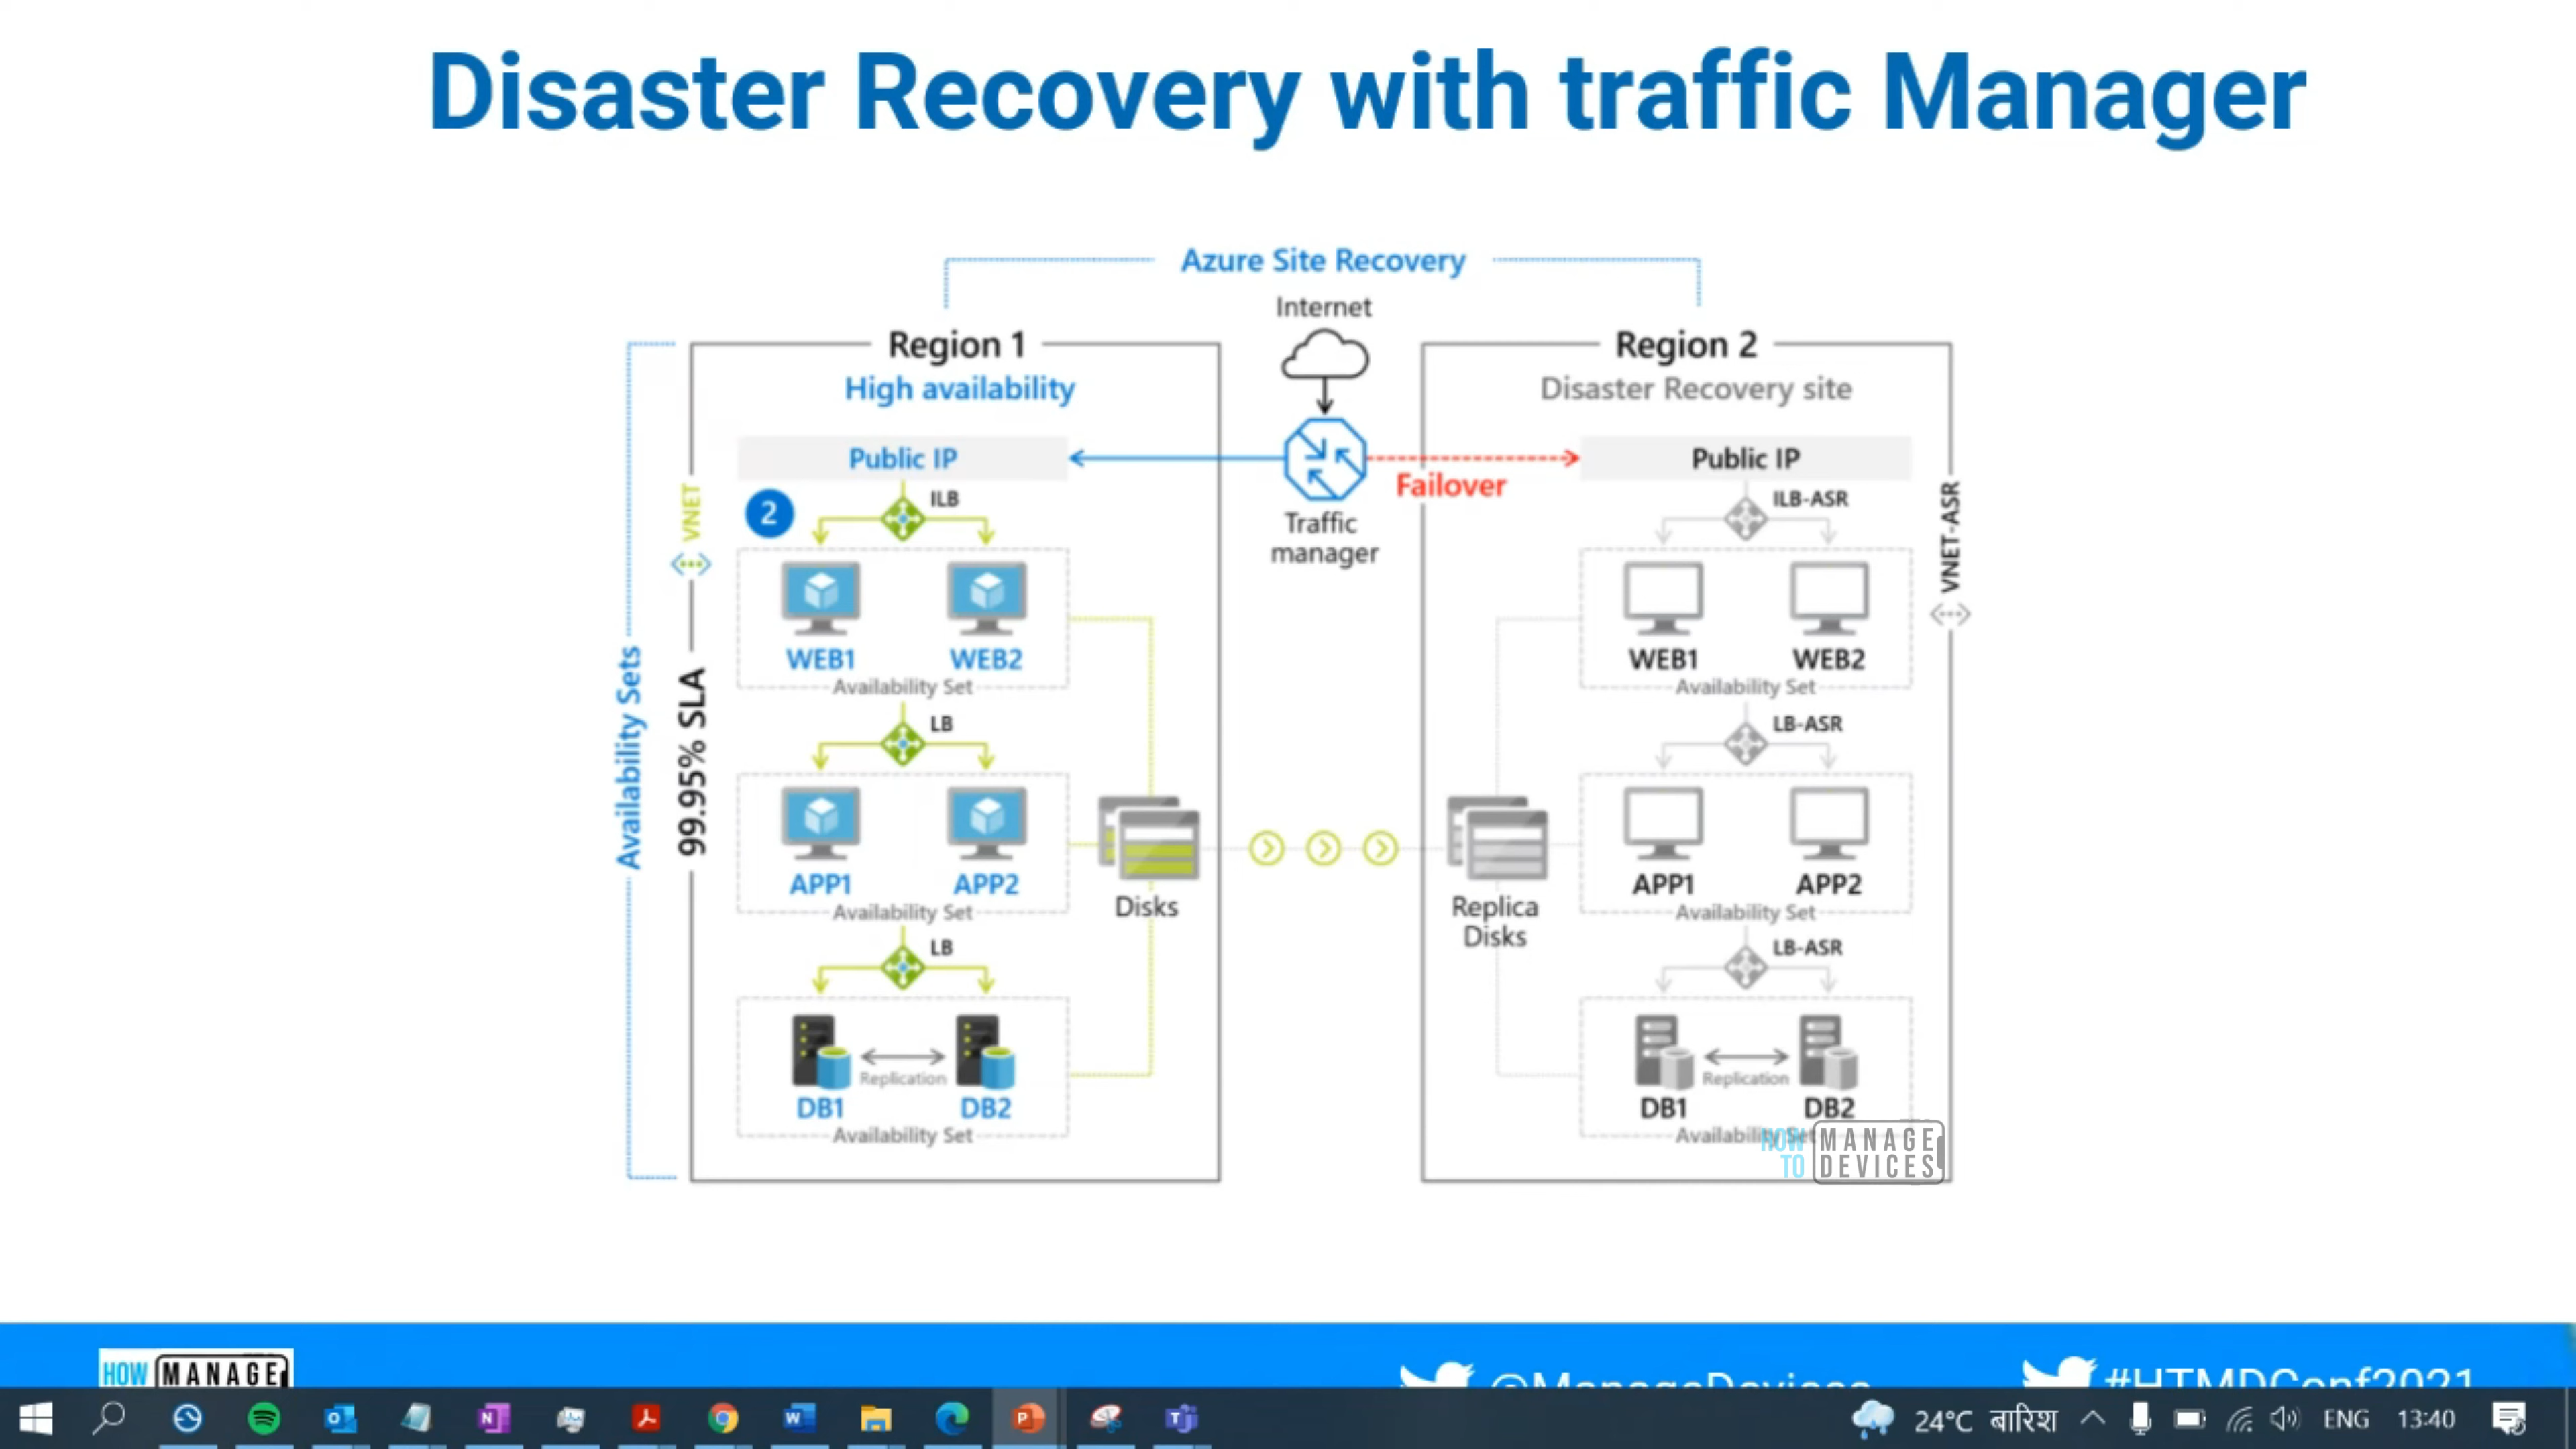 Disaster Recovery with traffic Manager
Azure Site Recovery
Internet
Region 1
High availability
Public IP
2
ILB
VNET
WEB1
WEB2
Availability Set
Availability Sets
99.95% SLA
LB
APP1
APP2
Availability Set
Disks
LB
Replication
DB1
DB2
Availability Set
Traffic
manager
Failover
Region 2
Disaster Recovery site
Public IP
ILB-ASR
VNET-ASR
WEB1
WEB2
Availability Set
LB-ASR
APP1
APP2
Availability Set
Replica
Disks
LB-ASR
Replication
DB1
DB2
Availability Set
HOW
TO
MANAGE
DEVICES
HOW MANAGE
@ManageDevices
#HTMDConf2021
24°C बारिश
ENG
13:40